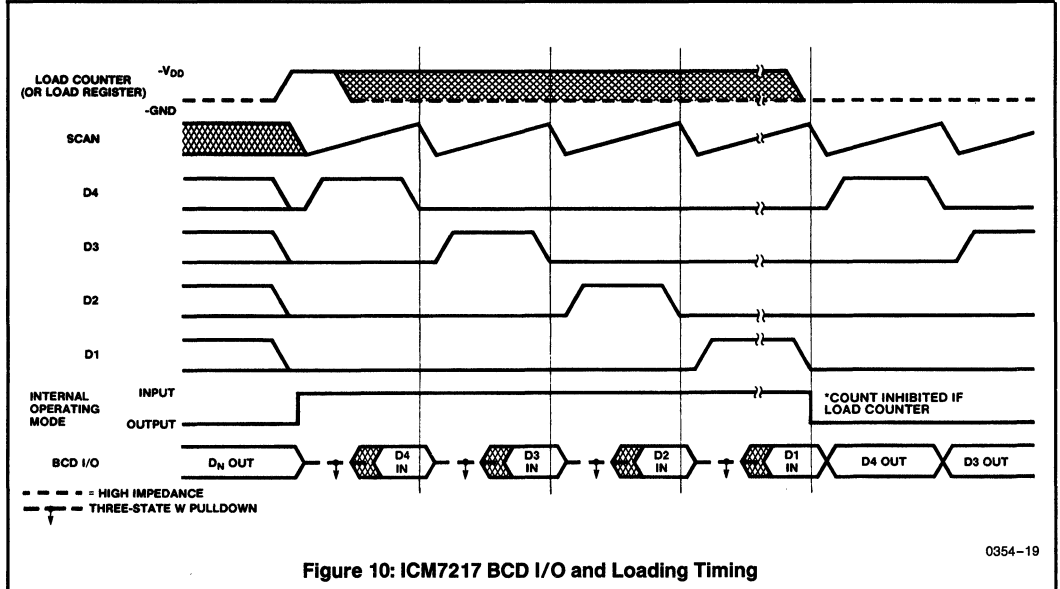 LOAD COUNTER
(OR LOAD REGISTER)
-VDD
-GND
SCAN
D4
D3
D2
D1
INTERNAL
OPERATING
MODE
INPUT
OUTPUT
*COUNT INHIBITED IF
LOAD COUNTER
BCD I/O
DN OUT
D4
IN
D3
IN
D2
IN
D1
IN
D4 OUT
D3 OUT
= HIGH IMPEDANCE
THREE-STATE W PULLDOWN
0354-19
Figure 10: ICM7217 BCD I/O and Loading Timing